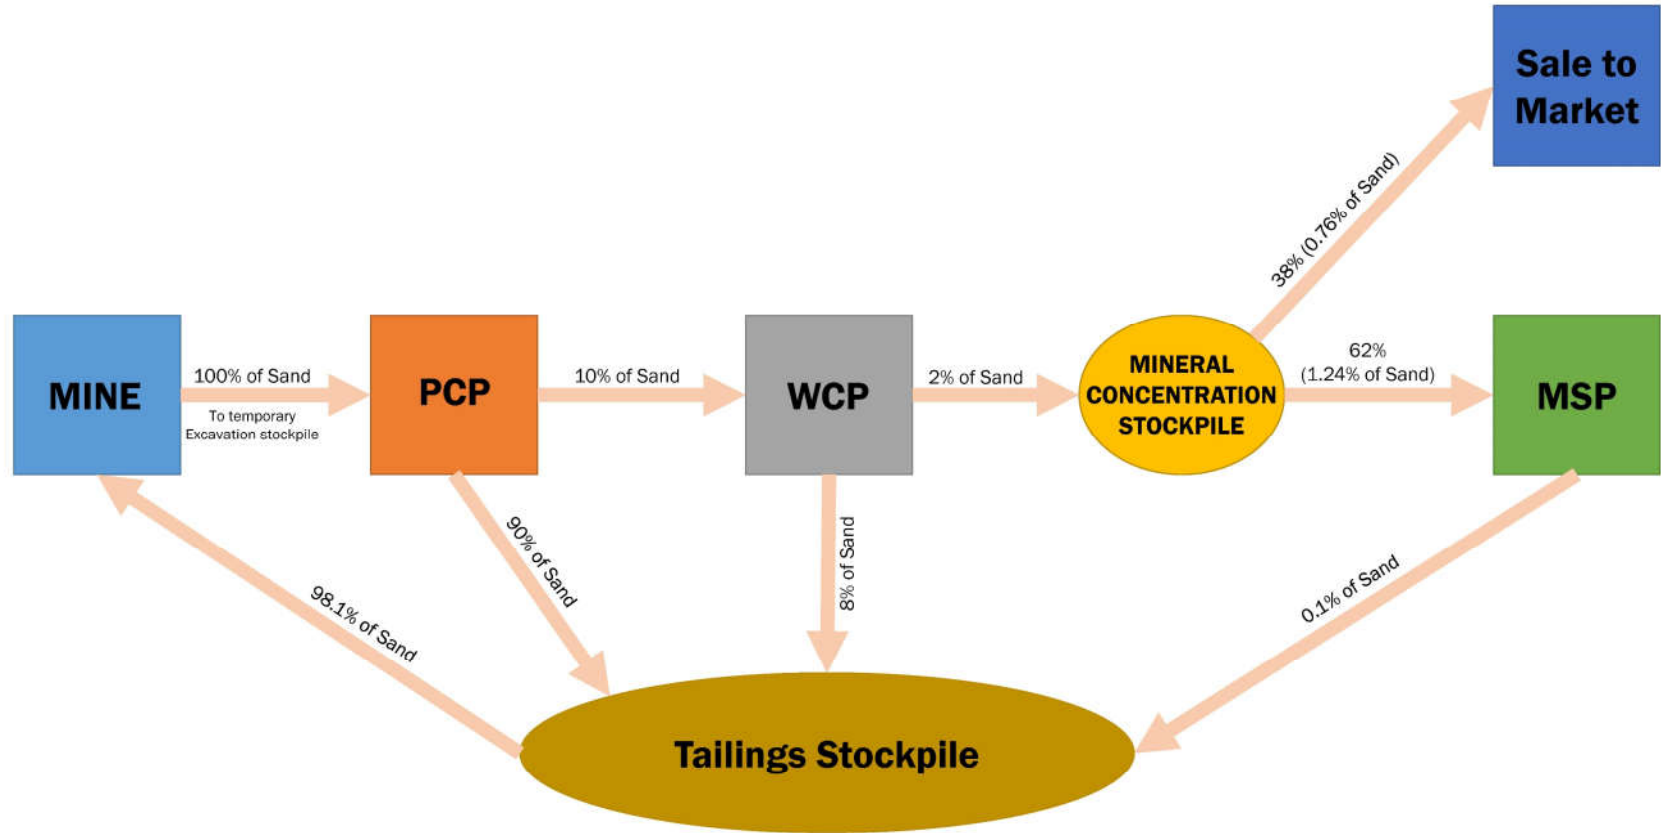 Sale to
Market
38% (0.76% of Sand)
MINE
100% of Sand
To temporary
Excavation stockpile
PCP
10% of Sand
WCP
2% of Sand
MINERAL
CONCENTRATION
STOCKPILE
62%
(1.24% of Sand)
MSP
98.1% of Sand
90% of Sand
8% of Sand
0.1% of Sand
Tailings Stockpile